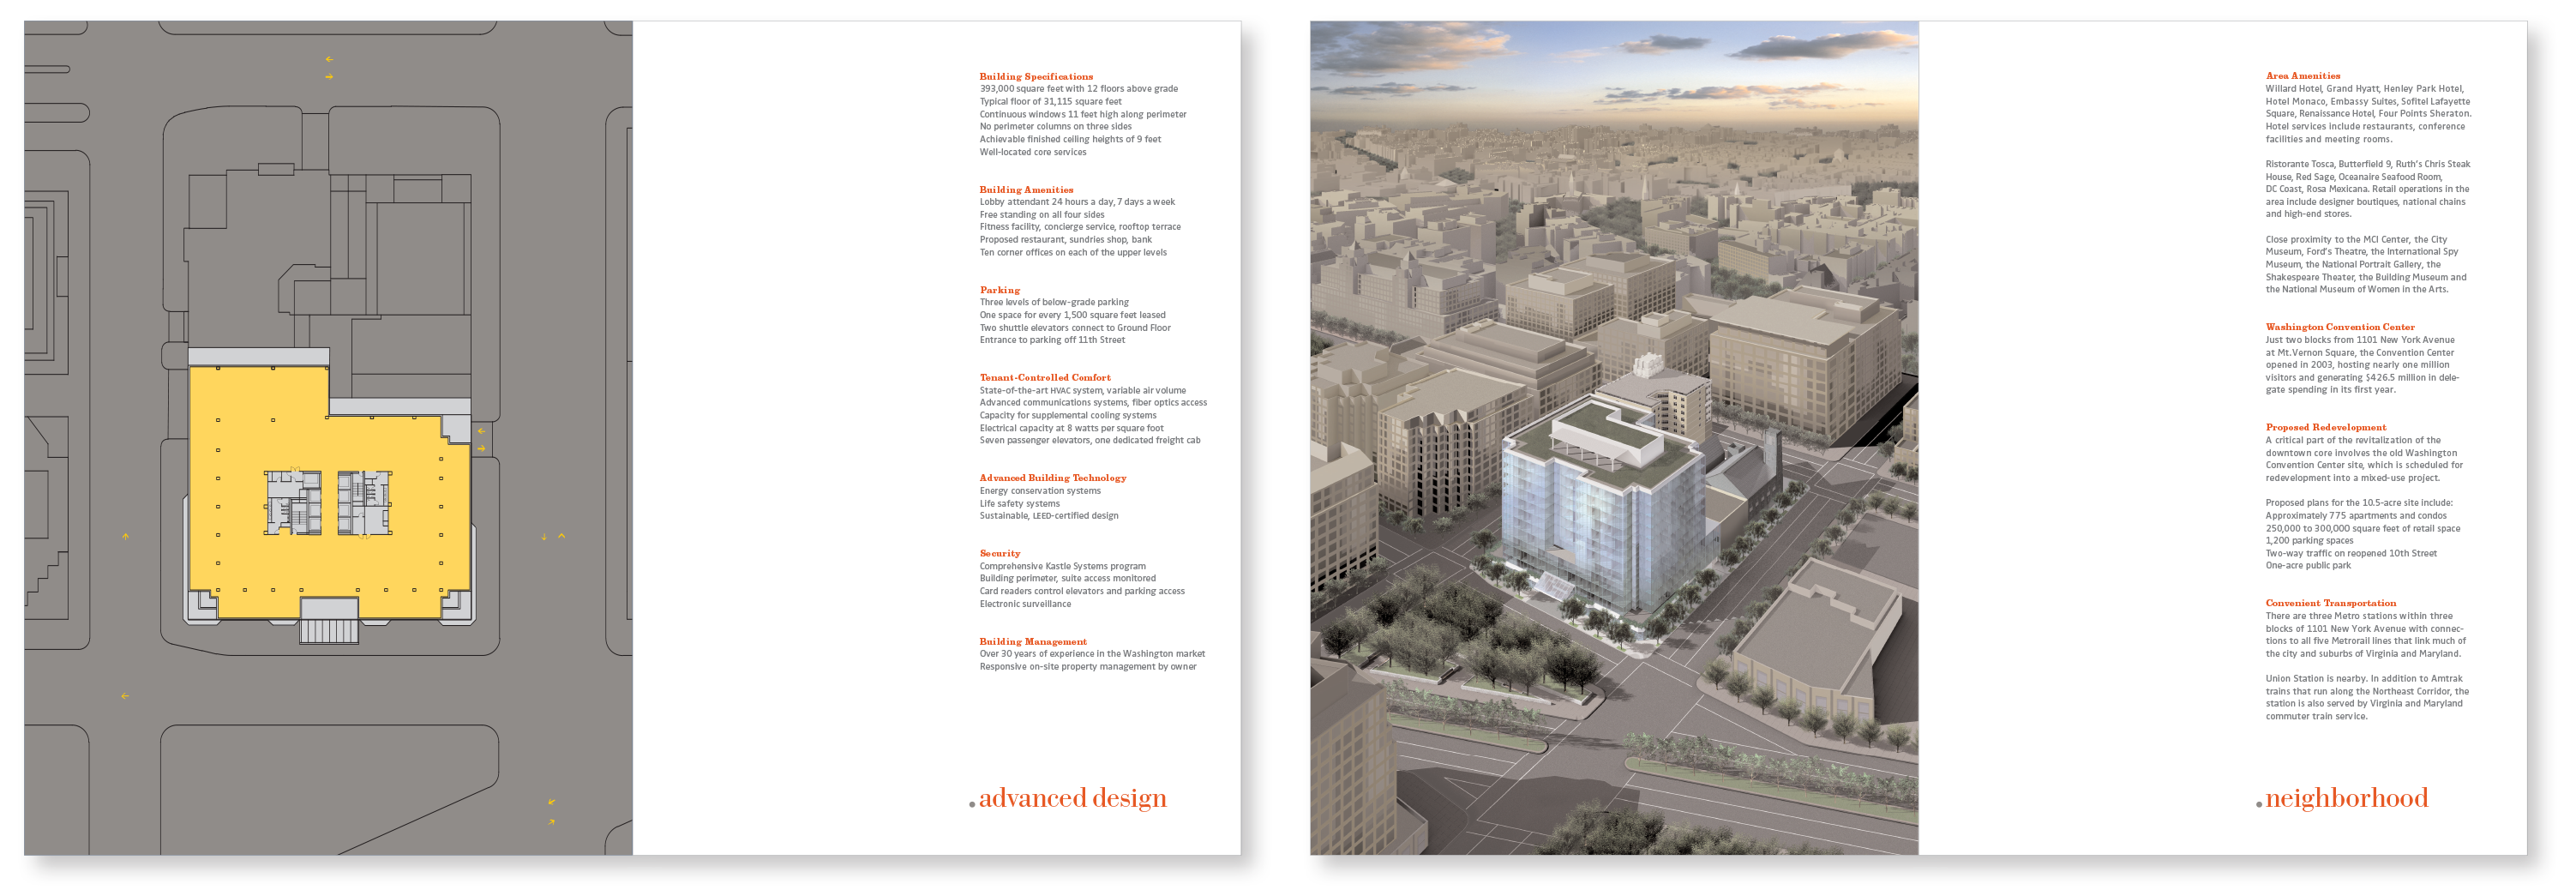 Building Specifications
393,000 square feet with 12 floors above grade
Typical floor of 31,115 square feet
Continuous windows 11 feet high along perimeter
No perimeter columns on three sides
Achievable finished ceiling heights of 9 feet
Well-located core services
Building Amenities
Lobby attendant 24 hours a day, 7 days a week
Free standing on all four sides
Fitness facility, concierge service, rooftop terrace
Proposed restaurant, sundries shop, bank
Ten corner offices on each of the upper levels
Parking
Three levels of below-grade parking
One space for every 1,500 square feet leased
Two shuttle elevators connect to Ground Floor
Entrance to parking off 11th Street
Tenant-Controlled Comfort
State-of-the-art HVAC system, variable air volume
Advanced communications systems, fiber optics access
Capacity for supplemental cooling systems
Electrical capacity at 8 watts per square foot
Seven passenger elevators, one dedicated freight cab
Advanced Building Technology
Energy conservation systems
Life safety systems
Sustainable, LEED-certified design
Security
Comprehensive Kastle Systems program
Building perimeter, suite access monitored
Card readers control elevators and parking access
Electronic surveillance
Building Management
Over 30 years of experience in the Washington market
Responsive on-site property management by owner
.advanced design
Area Amenities
Willard Hotel, Grand Hyatt, Henley Park Hotel,
Hotel Monaco, Embassy Suites, Sofitel Lafayette
Square, Renaissance Hotel, Four Points Sheraton.
Hotel services include restaurants, conference
facilities and meeting rooms.
Ristorante Tosca, Butterfield 9, Ruth's Chris Steak
House, Red Sage, Oceanaire Seafood Room,
DC Coast, Rosa Mexicana. Retail operations in the
area include designer boutiques, national chains
and high-end stores.
Close proximity to the MCI Center, the City
Museum, Ford's Theatre, the International Spy
Museum, the National Portrait Gallery, the
Shakespeare Theater, the Building Museum and
the National Museum of Women in the Arts.
Washington Convention Center
Just two blocks from 1101 New York Avenue
at Mt. Vernon Square, the Convention Center
opened in 2003, hosting nearly one million
visitors and generating $426.5 million in dele-
gate spending in its first year.
Proposed Redevelopment
A critical part of the revitalization of the
downtown core involves the old Washington
Convention Center site, which is scheduled for
redevelopment into a mixed-use project.
Proposed plans for the 10.5-acre site include:
Approximately 775 apartments and condos
250,000 to 300,000 square feet of retail space
1,200 parking spaces
Two-way traffic on reopened 10th Street
One-acre public park
Convenient Transportation
There are three Metro stations within three
blocks of 1101 New York Avenue with connec-
tions to all five Metrorail lines that link much of
the city and suburbs of Virginia and Maryland.
Union Station is nearby. In addition to Amtrak
trains that run along the Northeast Corridor, the
station is also served by Virginia and Maryland
commuter train service.
.neighborhood